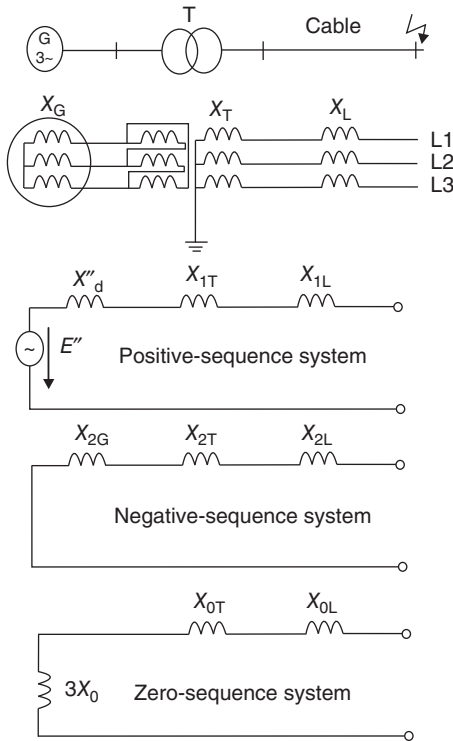 T
G
3~
Cable
X_G
X_T
X_L
L1
L2
L3
X″_d
X_1T
X_1L
~
E″
Positive-sequence system
X_2G
X_2T
X_2L
Negative-sequence system
X_0T
X_0L
3X_0
Zero-sequence system